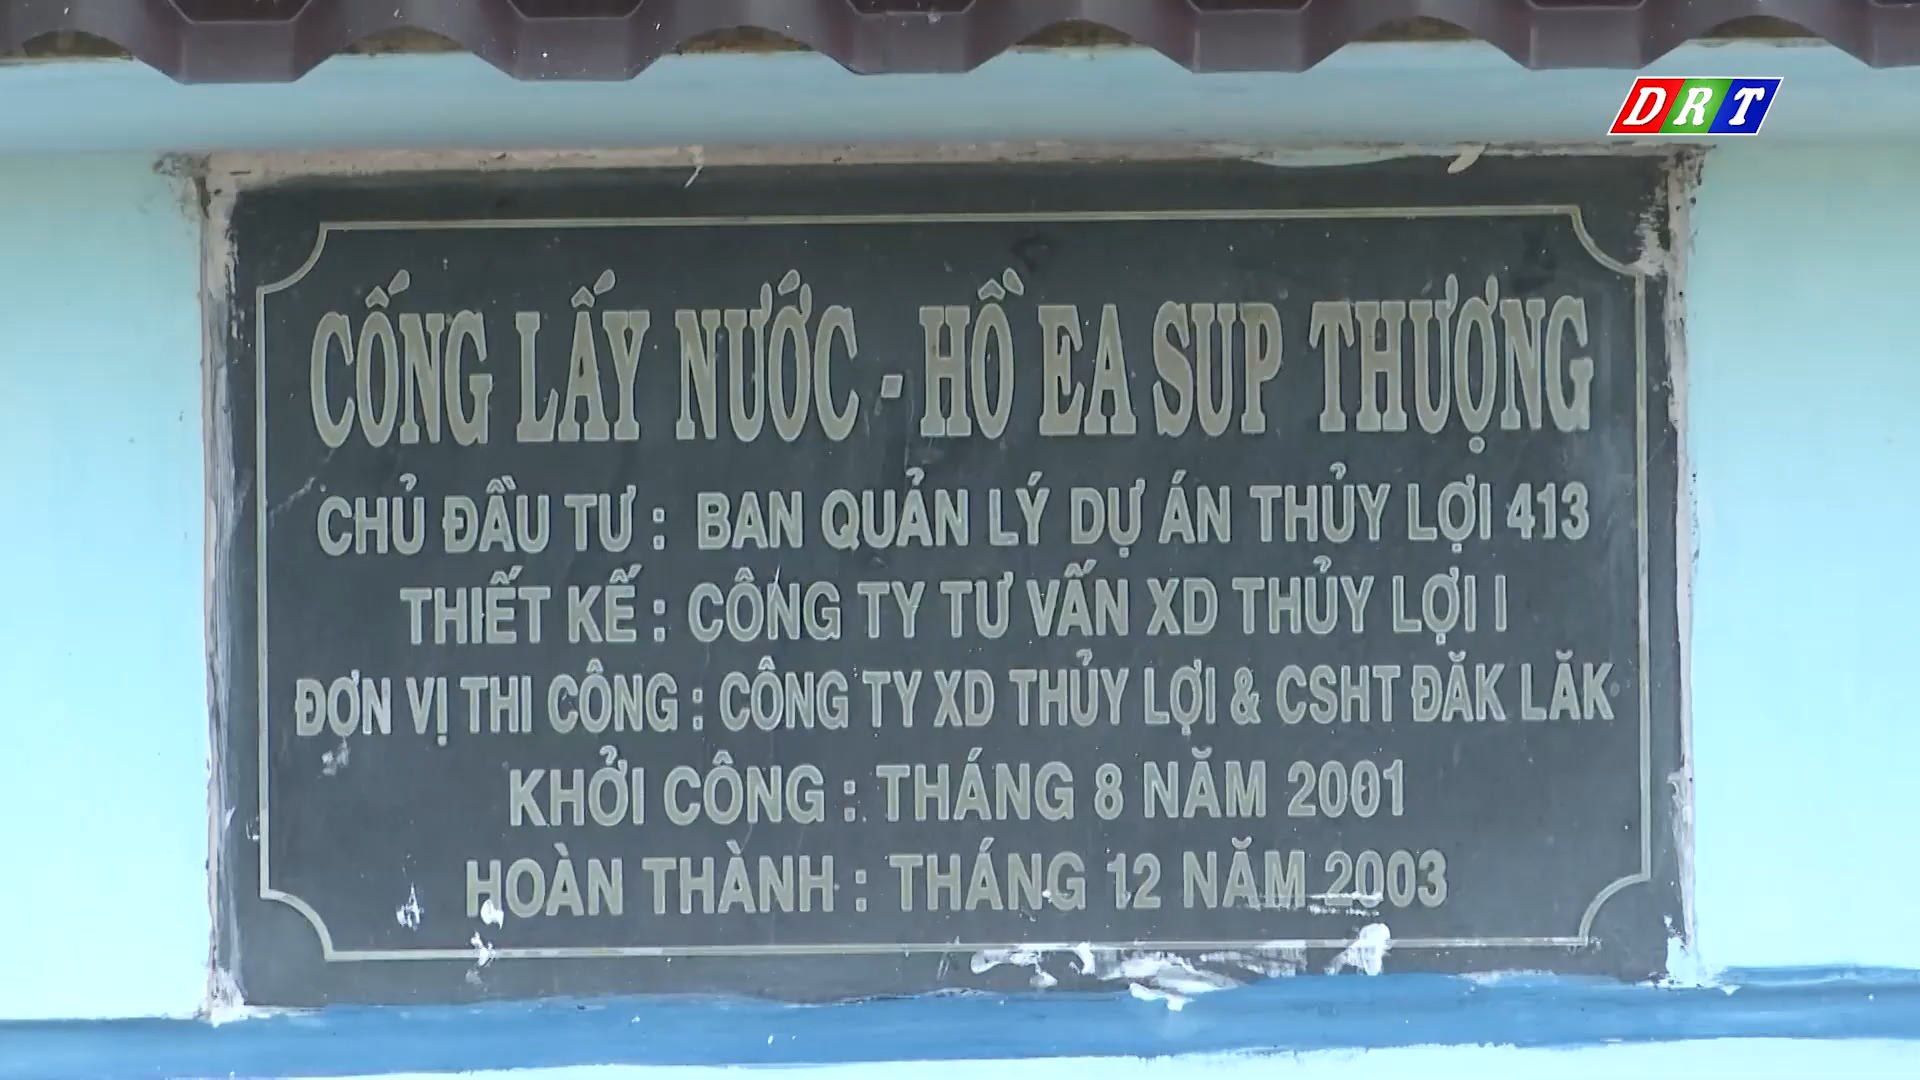 DRT
CỐNG LẤY NƯỚC - HỒ EA SUP THƯỢNG
CHỦ ĐẦU TƯ : BAN QUẢN LÝ DỰ ÁN THỦY LỢI 413
THIẾT KẾ : CÔNG TY TƯ VẤN XD THỦY LỢI I
ĐƠN VỊ THI CÔNG : CÔNG TY XD THỦY LỢI & CSHT ĐĂK LĂK
KHỞI CÔNG : THÁNG 8 NĂM 2001
HOÀN THÀNH : THÁNG 12 NĂM 2003